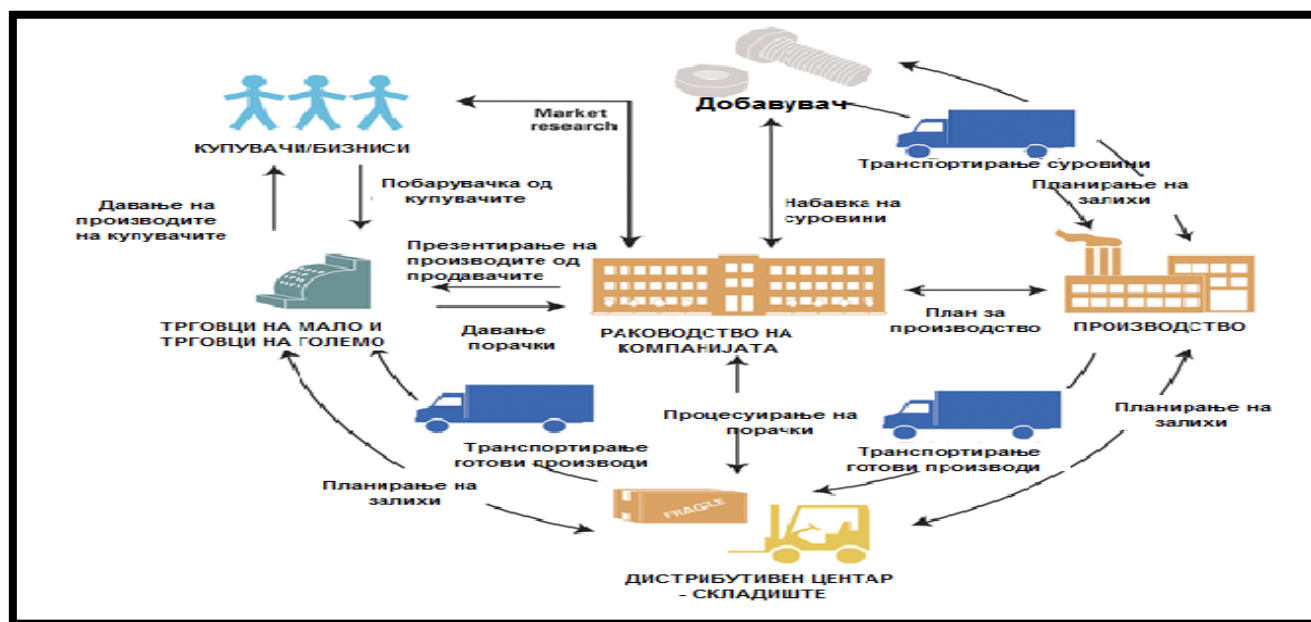 Добавувач
Market
research
КУПУВАЧИ/БИЗНИСИ
Транспортирање суровини
Планирање на
залихи
Давање на
производите
на купувачите
Побарувачка од
купувачите
Набавка на
суровини
Презентирање на
производите од
продавачите
ТРГОВЦИ НА МАЛО И
ТРГОВЦИ НА ГОЛЕМО
Давање
порачки
РАКОВОДСТВО НА
КОМПАНИЈАТА
План за
производство
ПРОИЗВОДСТВО
Процесуирање на
порачки
Планирање на
залихи
Транспортирање
готови производи
Транспортирање
готови производи
Планирање на
залихи
FRAGILE
ДИСТРИБУТИВЕН ЦЕНТАР
- СКЛАДИШТЕ